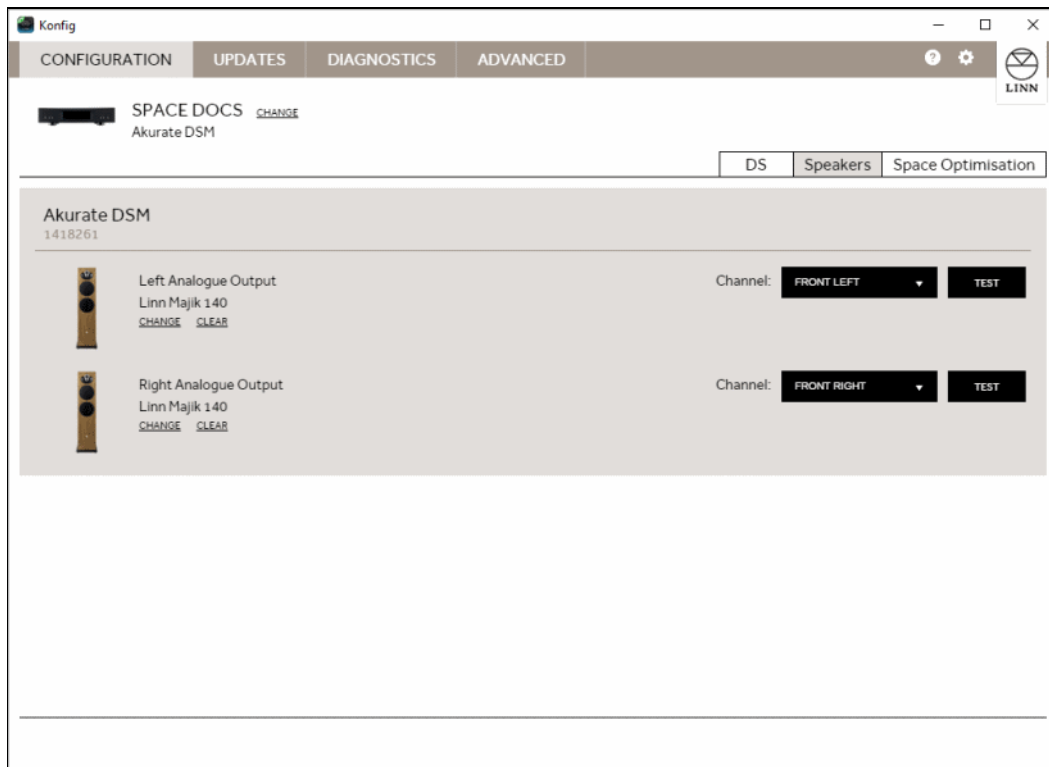 Konfig
CONFIGURATION UPDATES DIAGNOSTICS ADVANCED
?
LINN
SPACE DOCS CHANGE
Akurate DSM
DS Speakers Space Optimisation
Akurate DSM
1418261
Left Analogue Output Channel: FRONT LEFT TEST
Linn Majik 140
CHANGE CLEAR
Right Analogue Output Channel: FRONT RIGHT TEST
Linn Majik 140
CHANGE CLEAR